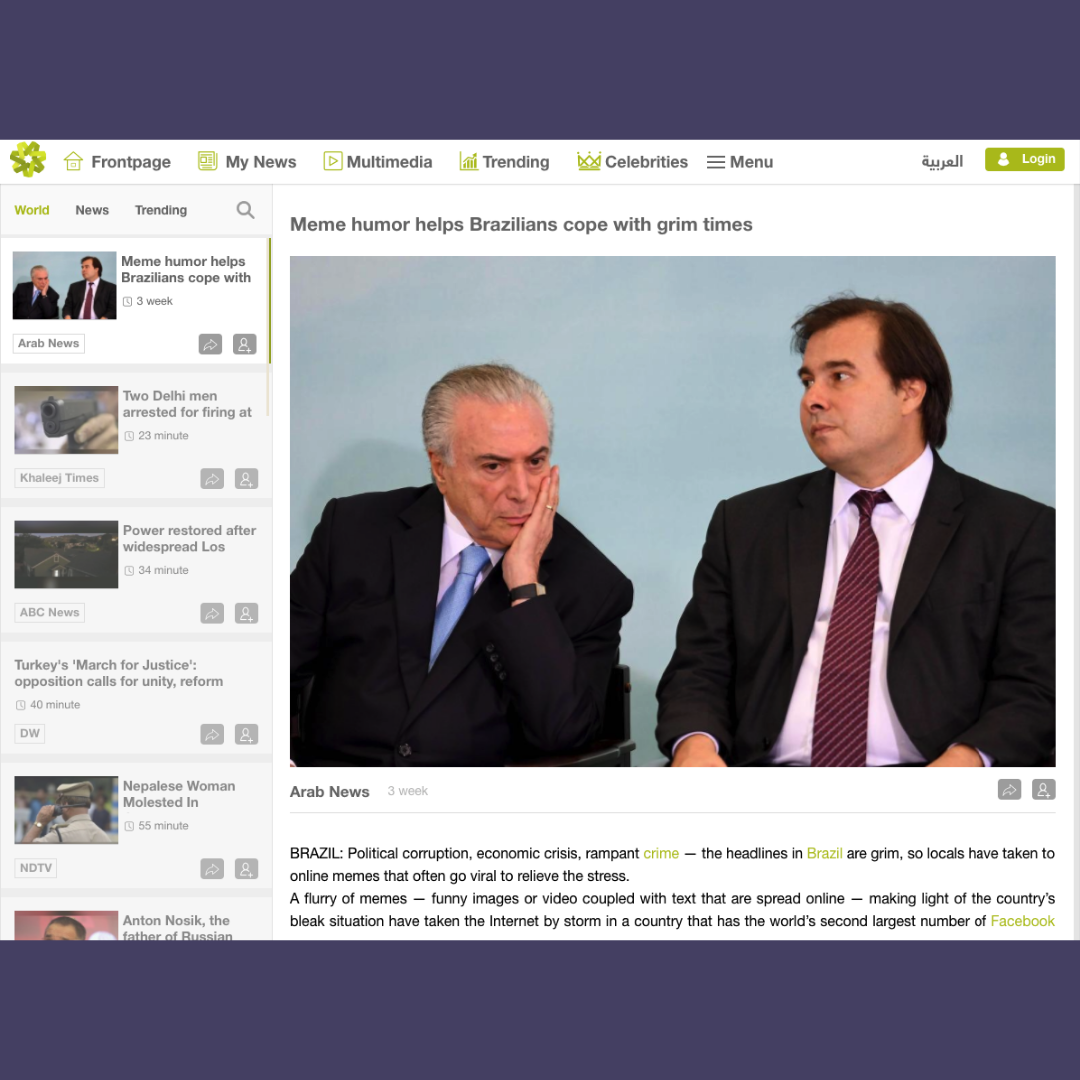 Frontpage
My News
Multimedia
Trending
Celebrities
Menu
العربية
Login
World
News
Trending
Meme humor helps
Brazilians cope with
3 week
Arab News
Two Delhi men
arrested for firing at
23 minute
Khaleej Times
Power restored after
widespread Los
34 minute
ABC News
Turkey's 'March for Justice':
opposition calls for unity, reform
40 minute
DW
Nepalese Woman
Molested In
55 minute
NDTV
Anton Nosik, the
father of Russian
Meme humor helps Brazilians cope with grim times
Arab News
3 week
BRAZIL: Political corruption, economic crisis, rampant crime — the headlines in Brazil are grim, so locals have taken to
online memes that often go viral to relieve the stress.
A flurry of memes — funny images or video coupled with text that are spread online — making light of the country’s
bleak situation have taken the Internet by storm in a country that has the world’s second largest number of Facebook